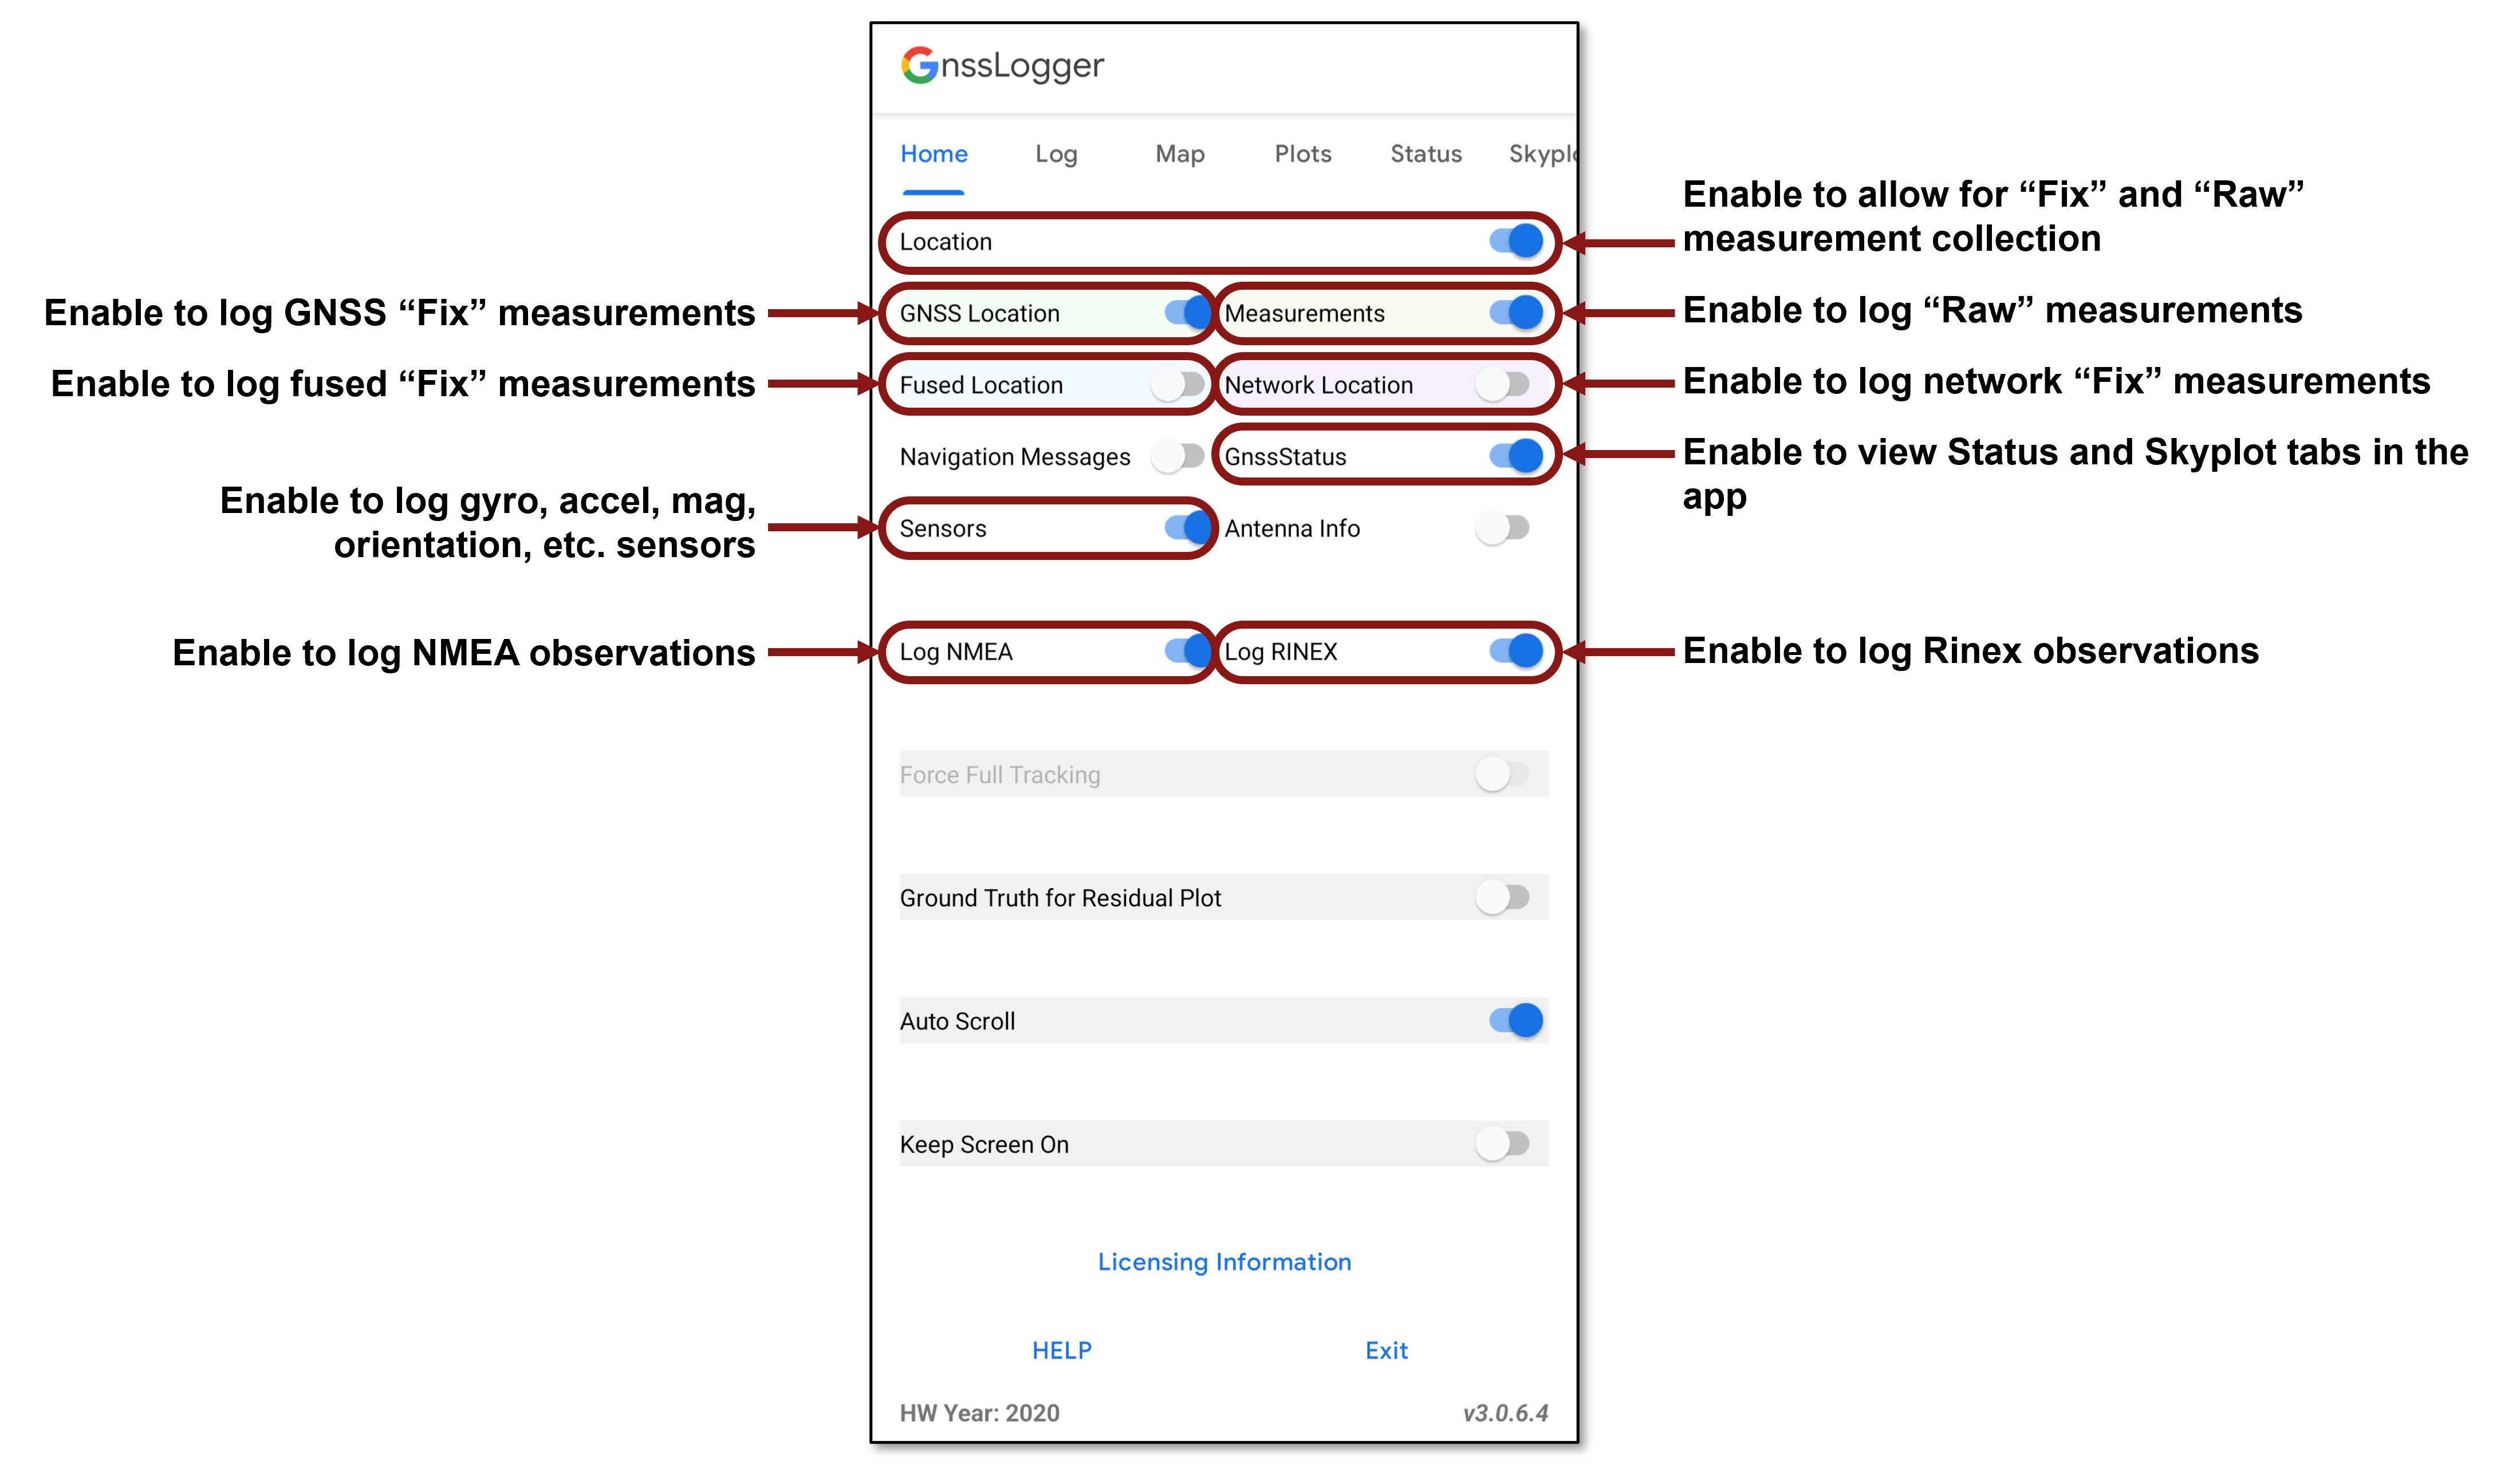 GnssLogger
Home Log Map Plots Status Skyplo
Enable to allow for “Fix” and “Raw”
measurement collection
Location
Enable to log GNSS “Fix” measurements
GNSS Location
Measurements
Enable to log “Raw” measurements
Enable to log fused “Fix” measurements
Fused Location
Network Location
Enable to log network “Fix” measurements
Navigation Messages
GnssStatus
Enable to view Status and Skyplot tabs in the
app
Enable to log gyro, accel, mag,
orientation, etc. sensors
Sensors
Antenna Info
Enable to log NMEA observations
Log NMEA
Log RINEX
Enable to log Rinex observations
Force Full Tracking
Ground Truth for Residual Plot
Auto Scroll
Keep Screen On
Licensing Information
HELP
Exit
HW Year: 2020
v3.0.6.4